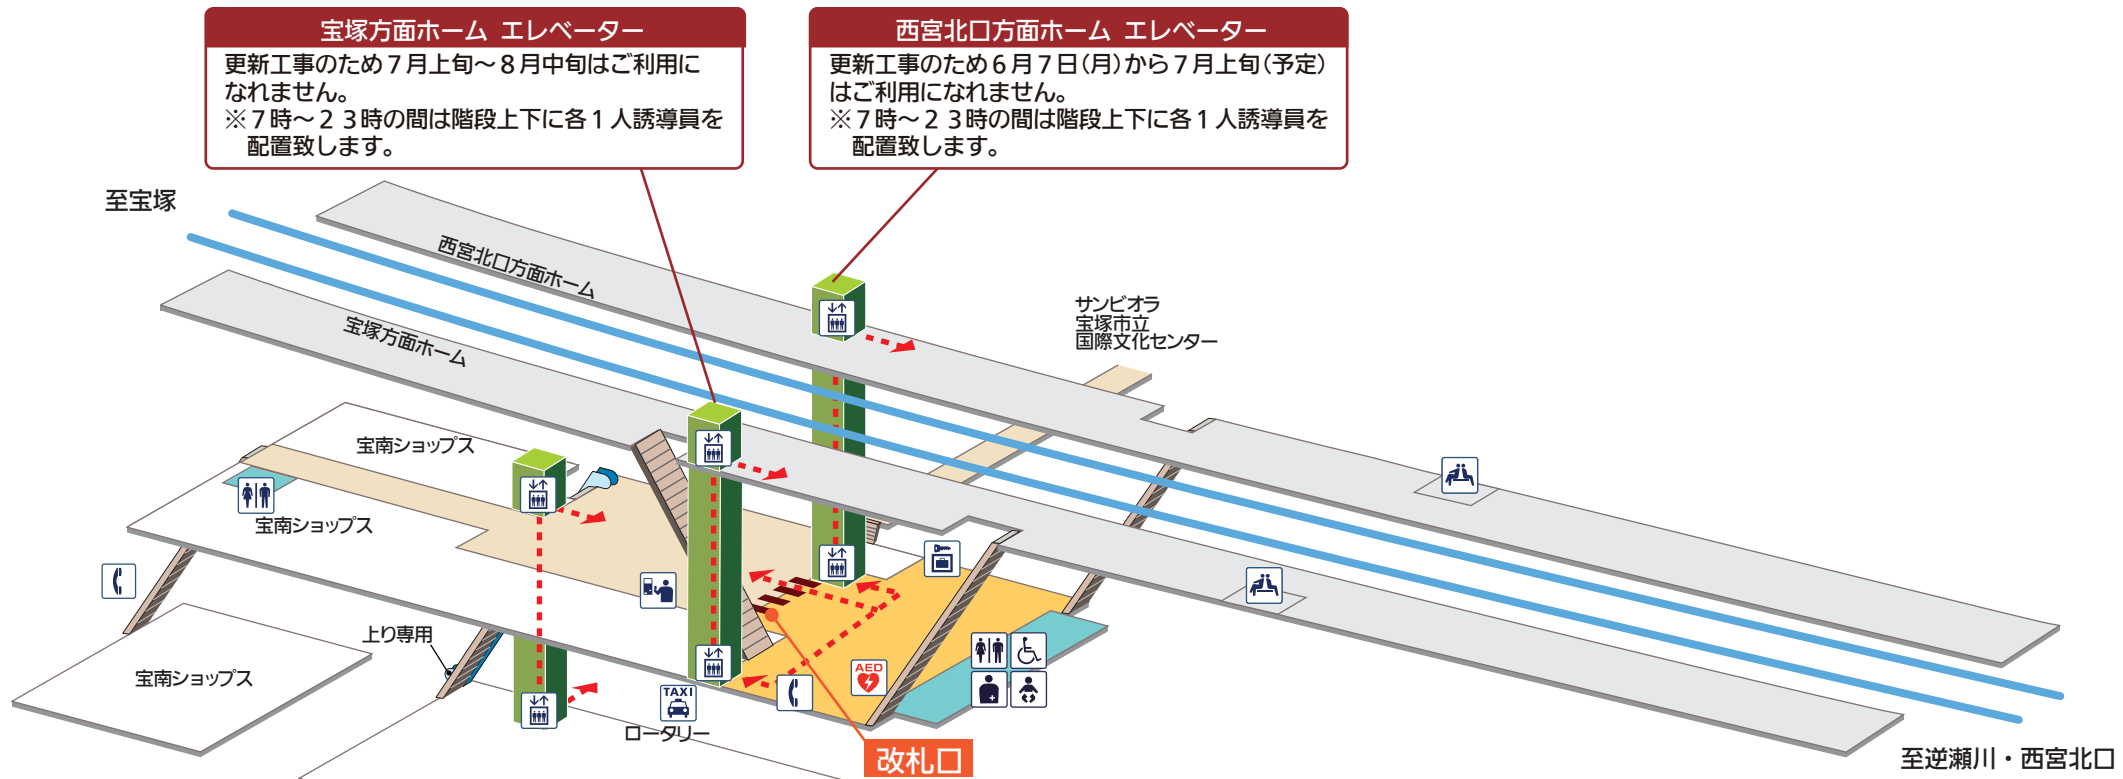 宝塚方面ホーム エレベーター
更新工事のため７月上旬～８月中旬はご利用に
なれません。
※７時～２３時の間は階段上下に各１人誘導員を
配置致します。
西宮北口方面ホーム エレベーター
更新工事のため６月７日(月)から７月上旬(予定)
はご利用になれません。
※７時～２３時の間は階段上下に各１人誘導員を
配置致します。
至宝塚
西宮北口方面ホーム
宝塚方面ホーム
サンビオラ
宝塚市立
国際文化センター
宝南ショップス
宝南ショップス
上り専用
宝南ショップス
AED
TAXI
ロータリー
改札口
至逆瀬川・西宮北口